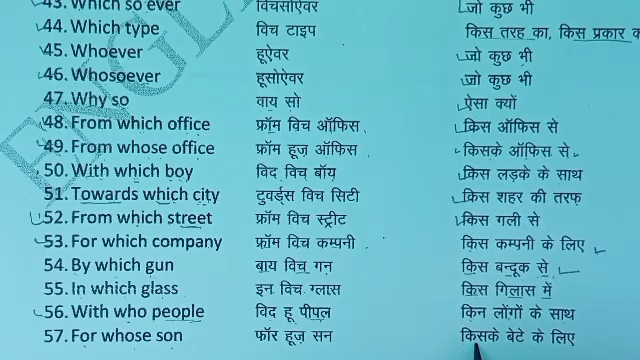 43. Which so ever विचसोऐवर जो कुछ भी
44. Which type विच टाइप किस तरह का, किस प्रकार
45. Whoever हूऐवर जो कुछ भी
46. Whosoever हूसोऐवर जो कुछ भी
47. Why so वाय सो ऐसा क्यों
48. From which office फ्रॉम विच ऑफिस किस ऑफिस से
49. From whose office फ्रॉम हूज़ ऑफिस किसके ऑफिस से
50. With which boy विद विच बॉय किस लड़के के साथ
51. Towards which city टुवर्ड्स विच सिटी किस शहर की तरफ
52. From which street फ्रॉम विच स्ट्रीट किस गली से
53. For which company फ्रॉम विच कम्पनी किस कम्पनी के लिए
54. By which gun बाय विच गन किस बन्दूक से
55. In which glass इन विच ग्लास किस गिलास में
56. With who people विद हू पीपल किन लोंगों के साथ
57. For whose son फॉर हूज़ सन किसके बेटे के लिए